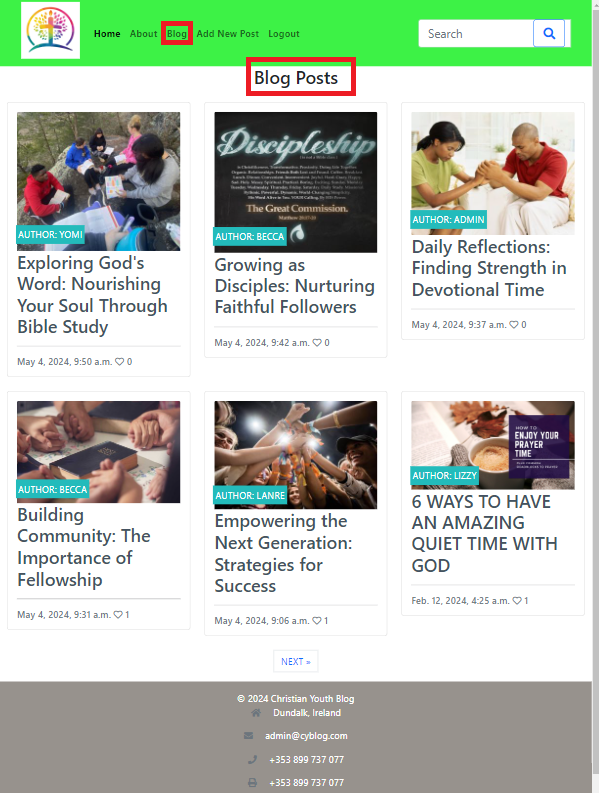 Home About Blog Add New Post Logout Search
Blog Posts
Discipleship
The Great Commission.
AUTHOR: YOMI
Exploring God's
Word: Nourishing
Your Soul Through
Bible Study
May 4, 2024, 9:50 a.m. 0
AUTHOR: BECCA
Growing as
Disciples: Nurturing
Faithful Followers
May 4, 2024, 9:42 a.m. 0
AUTHOR: ADMIN
Daily Reflections:
Finding Strength in
Devotional Time
May 4, 2024, 9:37 a.m. 0
AUTHOR: BECCA
Building
Community: The
Importance of
Fellowship
May 4, 2024, 9:31 a.m. 1
AUTHOR: LANRE
Empowering the
Next Generation:
Strategies for
Success
May 4, 2024, 9:06 a.m. 1
HOW TO
ENJOY YOUR
PRAYER
TIME
AUTHOR: LIZZY
6 WAYS TO HAVE
AN AMAZING
QUIET TIME WITH
GOD
Feb. 12, 2024, 4:25 a.m. 1
NEXT »
© 2024 Christian Youth Blog
Dundalk, Ireland
admin@cyblog.com
+353 899 737 077
+353 899 737 077